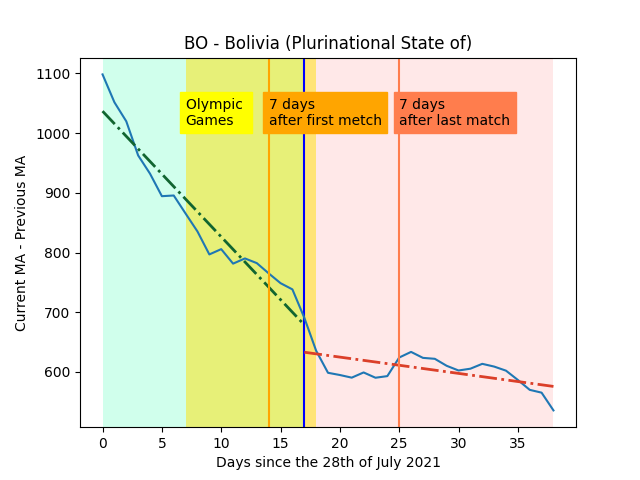 BO - Bolivia (Plurinational State of)
Current MA - Previous MA
1100
1000
900
800
700
600
Olympic
Games
7 days
after first metch
7 days
after last match
0
5
10
15
20
25
30
35
Days since the 28th of July 2021